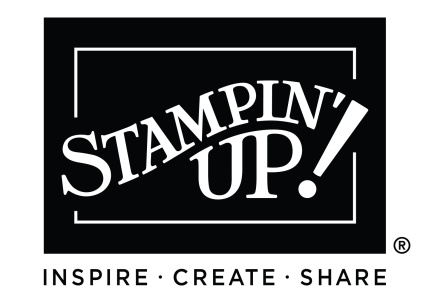 STAMPIN'
UP!
®
INSPIRE · CREATE · SHARE